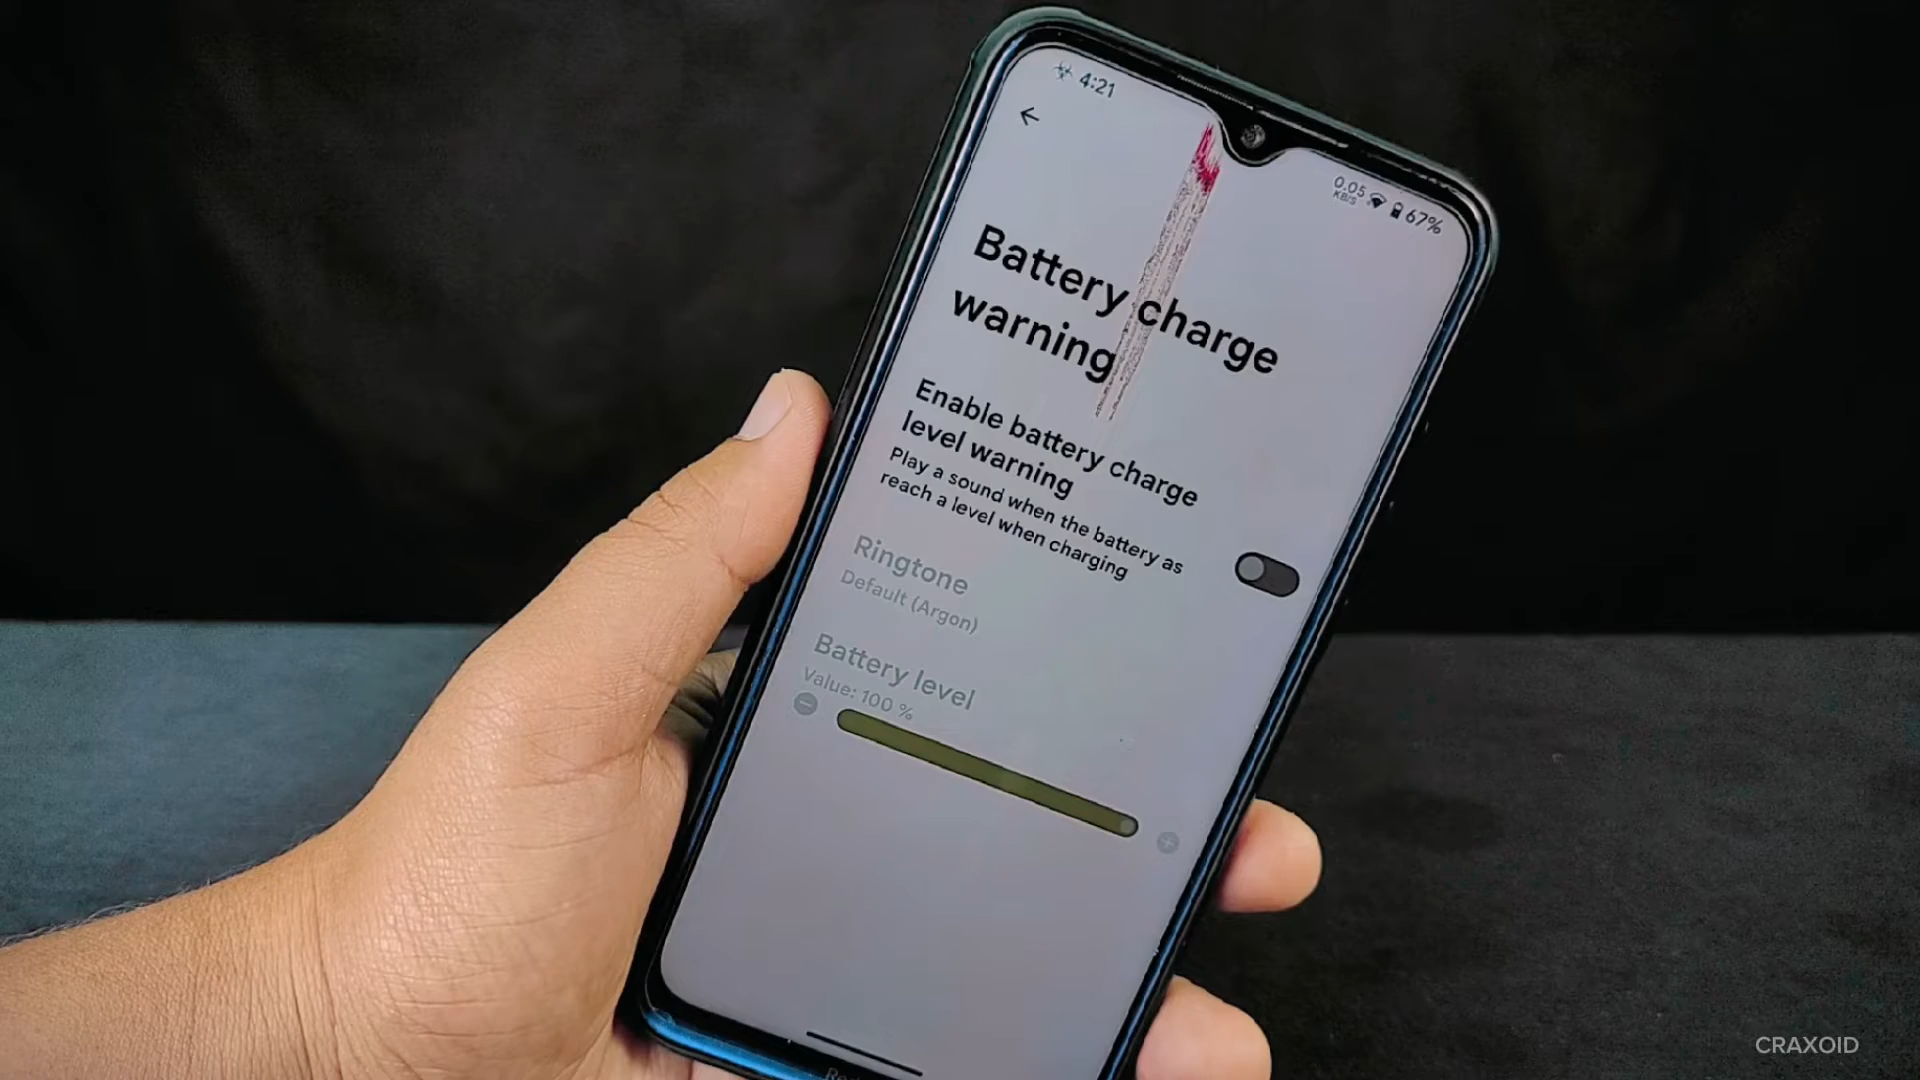 4:21
0.05
KB/S
67%
Battery charge
warning
Enable battery charge
level warning
Play a sound when the battery as
reach a level when charging
Ringtone
Default (Argon)
Battery level
Value: 100 %
CRAXOID